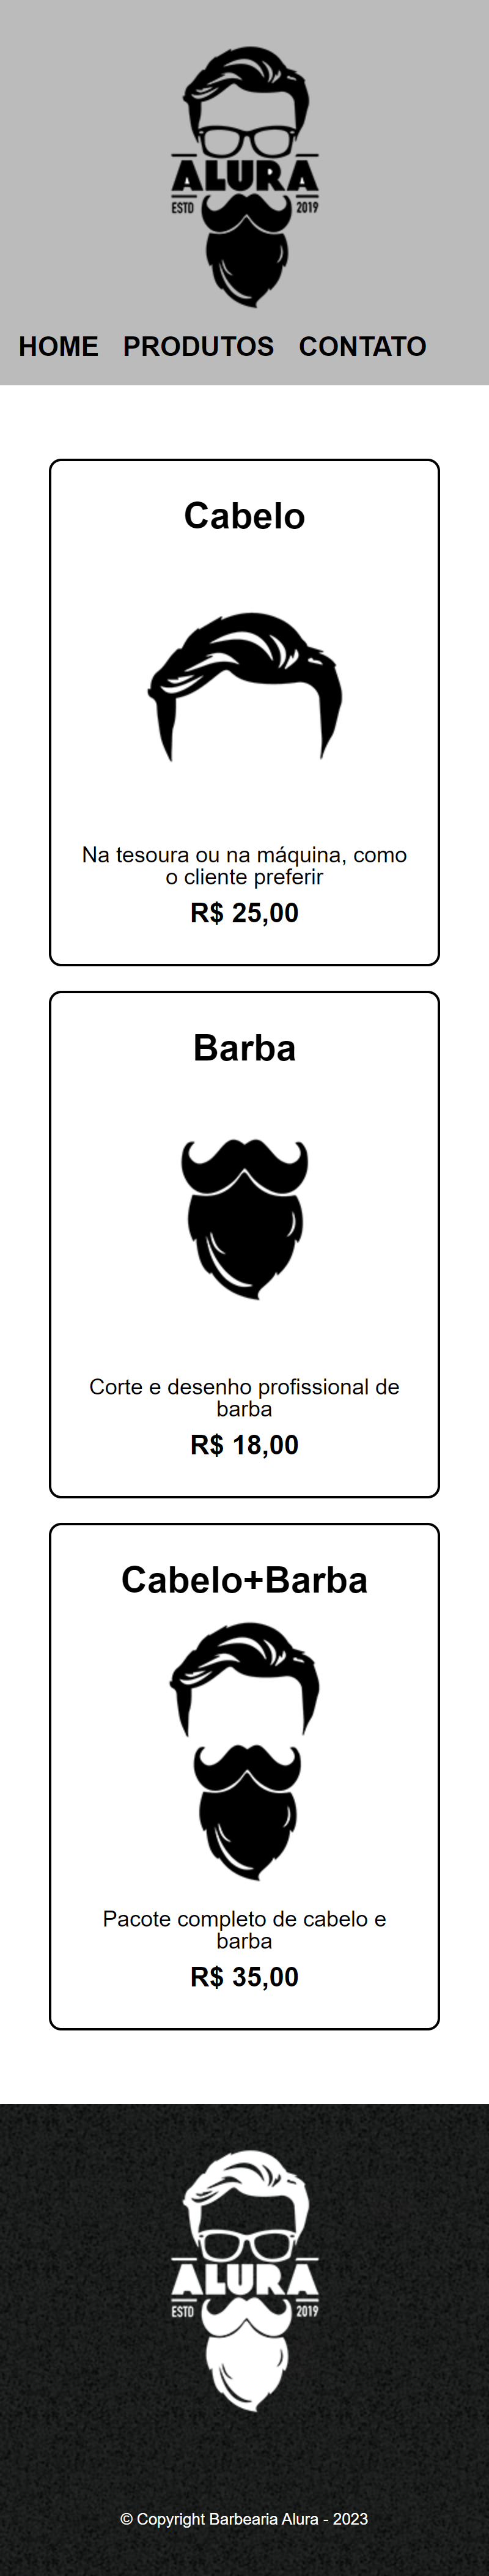 ALURA
ESTD 2019
HOME PRODUTOS CONTATO
Cabelo
Na tesoura ou na máquina, como
o cliente preferir
R$ 25,00
Barba
Corte e desenho profissional de
barba
R$ 18,00
Cabelo+Barba
Pacote completo de cabelo e
barba
R$ 35,00
ALURA
ESTD 2019
© Copyright Barbearia Alura - 2023